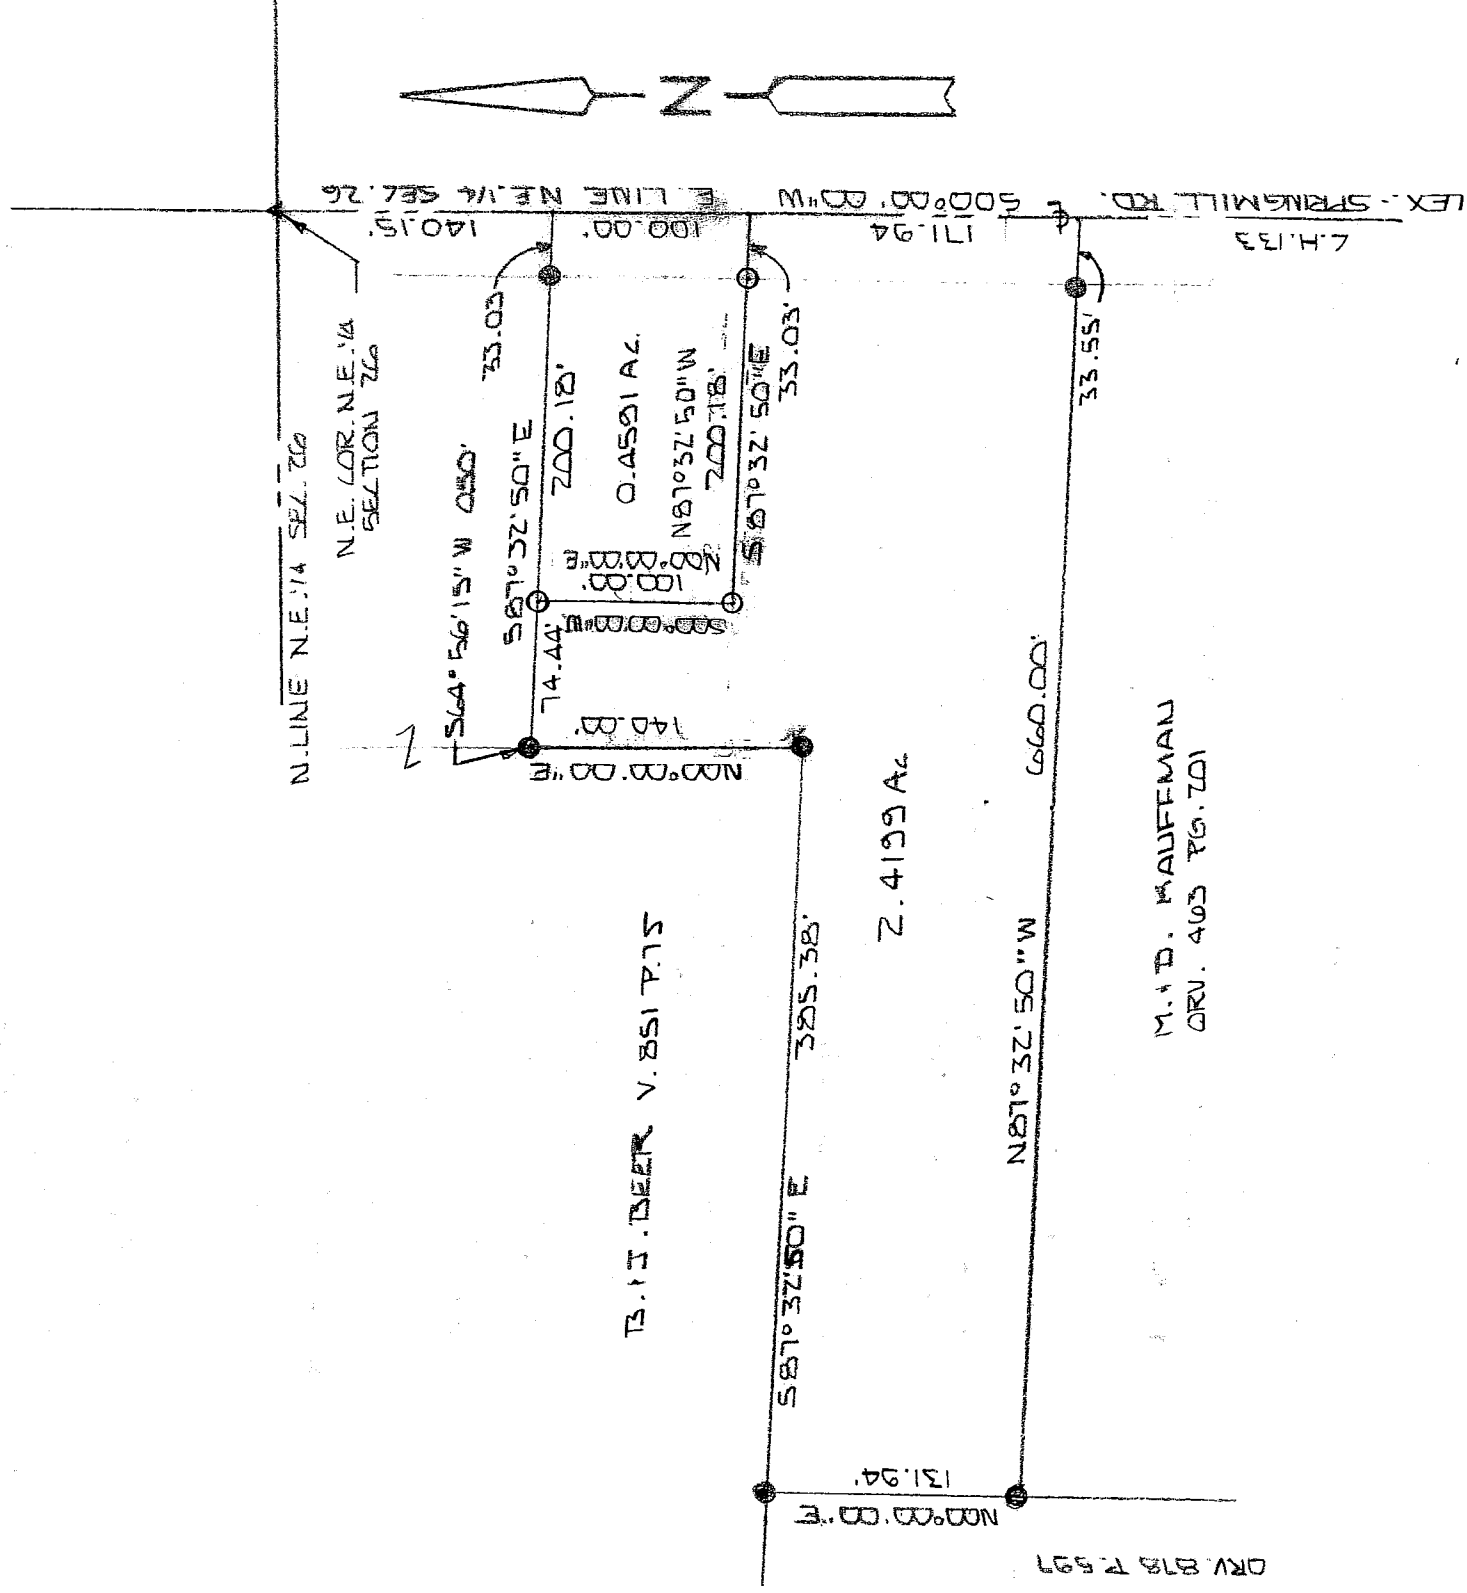 N
LEX.- SPRINGMILL RD.
C.H.133
℄
S00°00'00"W
171.94
E. LINE N.E.1/4 SEC.26
100.00'
140.15'
N.LINE N.E.1/4 SEC.26
N.E.COR.N.E.1/4
SECTION 26
33.03'
S64°56'15"W 0.50'
S87°32'50"E
200.18'
0.4591 AC.
N87°32'50"W
200.18'
S87°32'50"E
33.03'
33.55'
N00°00'00"E
100.00'
S00°00'00"W
74.44'
140.00'
N00°00'00"E
660.00'
2.4199 AC
B.+J.BEER V.851 P.75
385.38'
S87°32'50"E
N87°32'50"W
M.+D. KAUFFMAN
ORV. 463 PG.201
131.94'
N00°00'00"E
ORV. 878 P.597